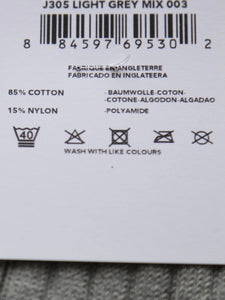 J305 LIGHT GREY MIX 003
8 84597 69530 2
FABRIQUE EN ANGLETERRE
FABRICADO EN INGLATEERA
85% COTTON -BAUMWOLLE-COTON-
-COTONE-ALGODON-ALGADAO
15% NYLON -POLYAMIDE
40
WASH WITH LIKE COLOURS